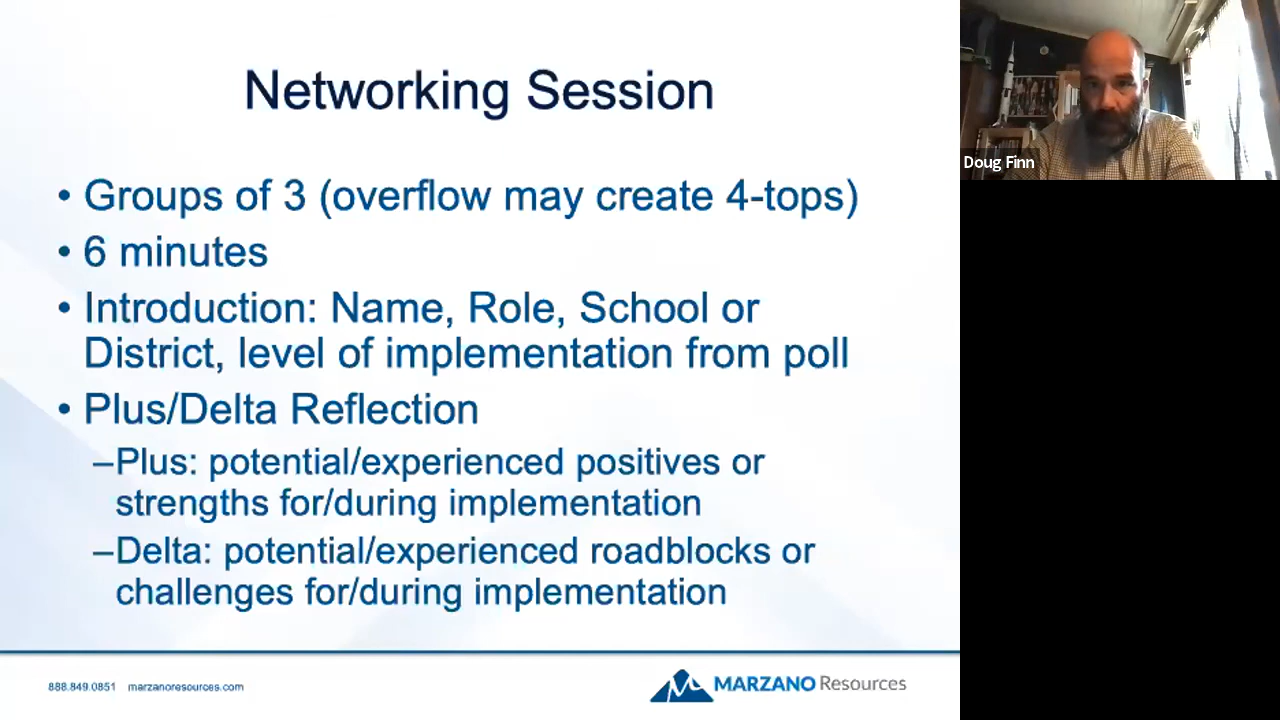 Networking Session
• Groups of 3 (overflow may create 4-tops)
• 6 minutes
• Introduction: Name, Role, School or
District, level of implementation from poll
• Plus/Delta Reflection
–Plus: potential/experienced positives or
strengths for/during implementation
–Delta: potential/experienced roadblocks or
challenges for/during implementation
888.849.0851 marzanoresources.com
MARZANO Resources
Doug Finn